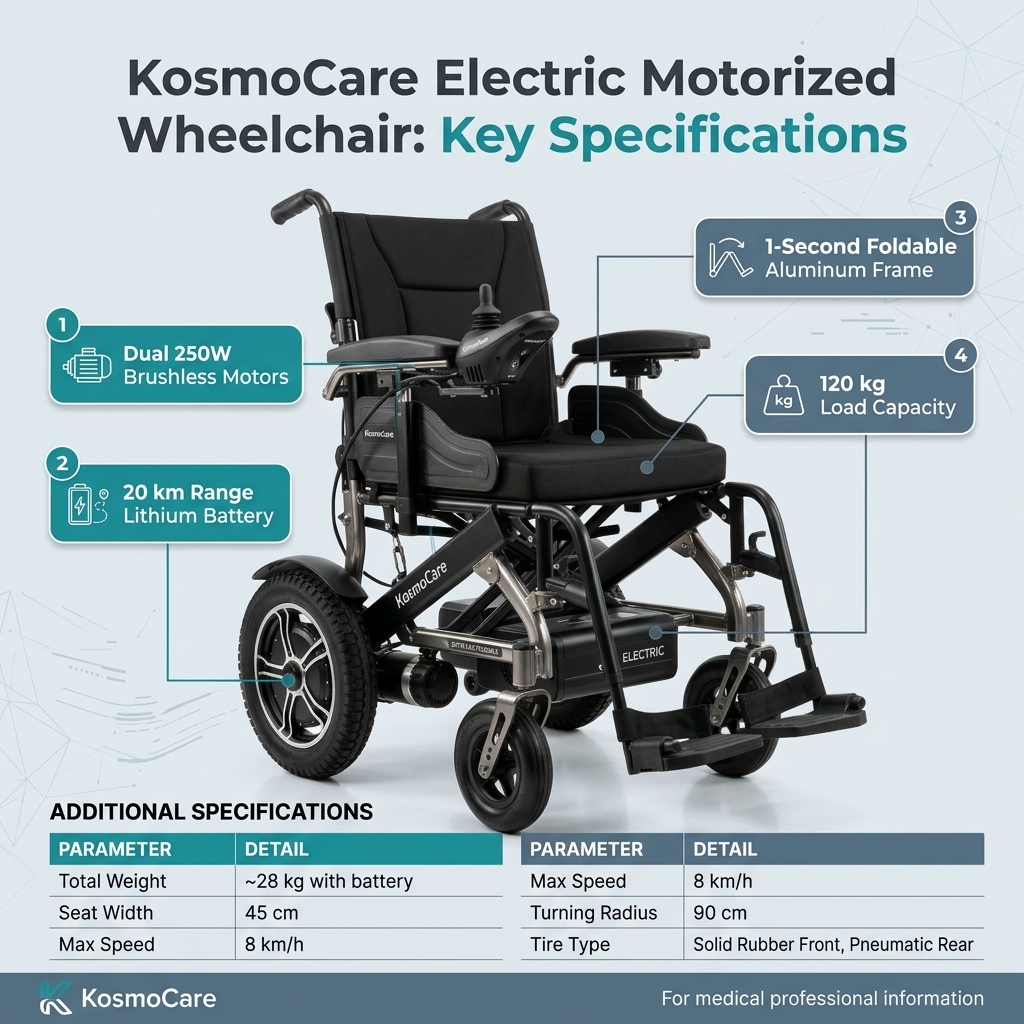 KosmoCare Electric Motorized
Wheelchair: Key Specifications
1
Dual 250W
Brushless Motors
2
20 km Range
Lithium Battery
3
1-Second Foldable
Aluminum Frame
4
kg
120 kg
Load Capacity
KosmoCare
KosmoCare
ELECTRIC
ADDITIONAL SPECIFICATIONS
PARAMETER DETAIL
Total Weight ~28 kg with battery
Seat Width 45 cm
Max Speed 8 km/h
PARAMETER DETAIL
Max Speed 8 km/h
Turning Radius 90 cm
Tire Type Solid Rubber Front, Pneumatic Rear
KosmoCare
For medical professional information